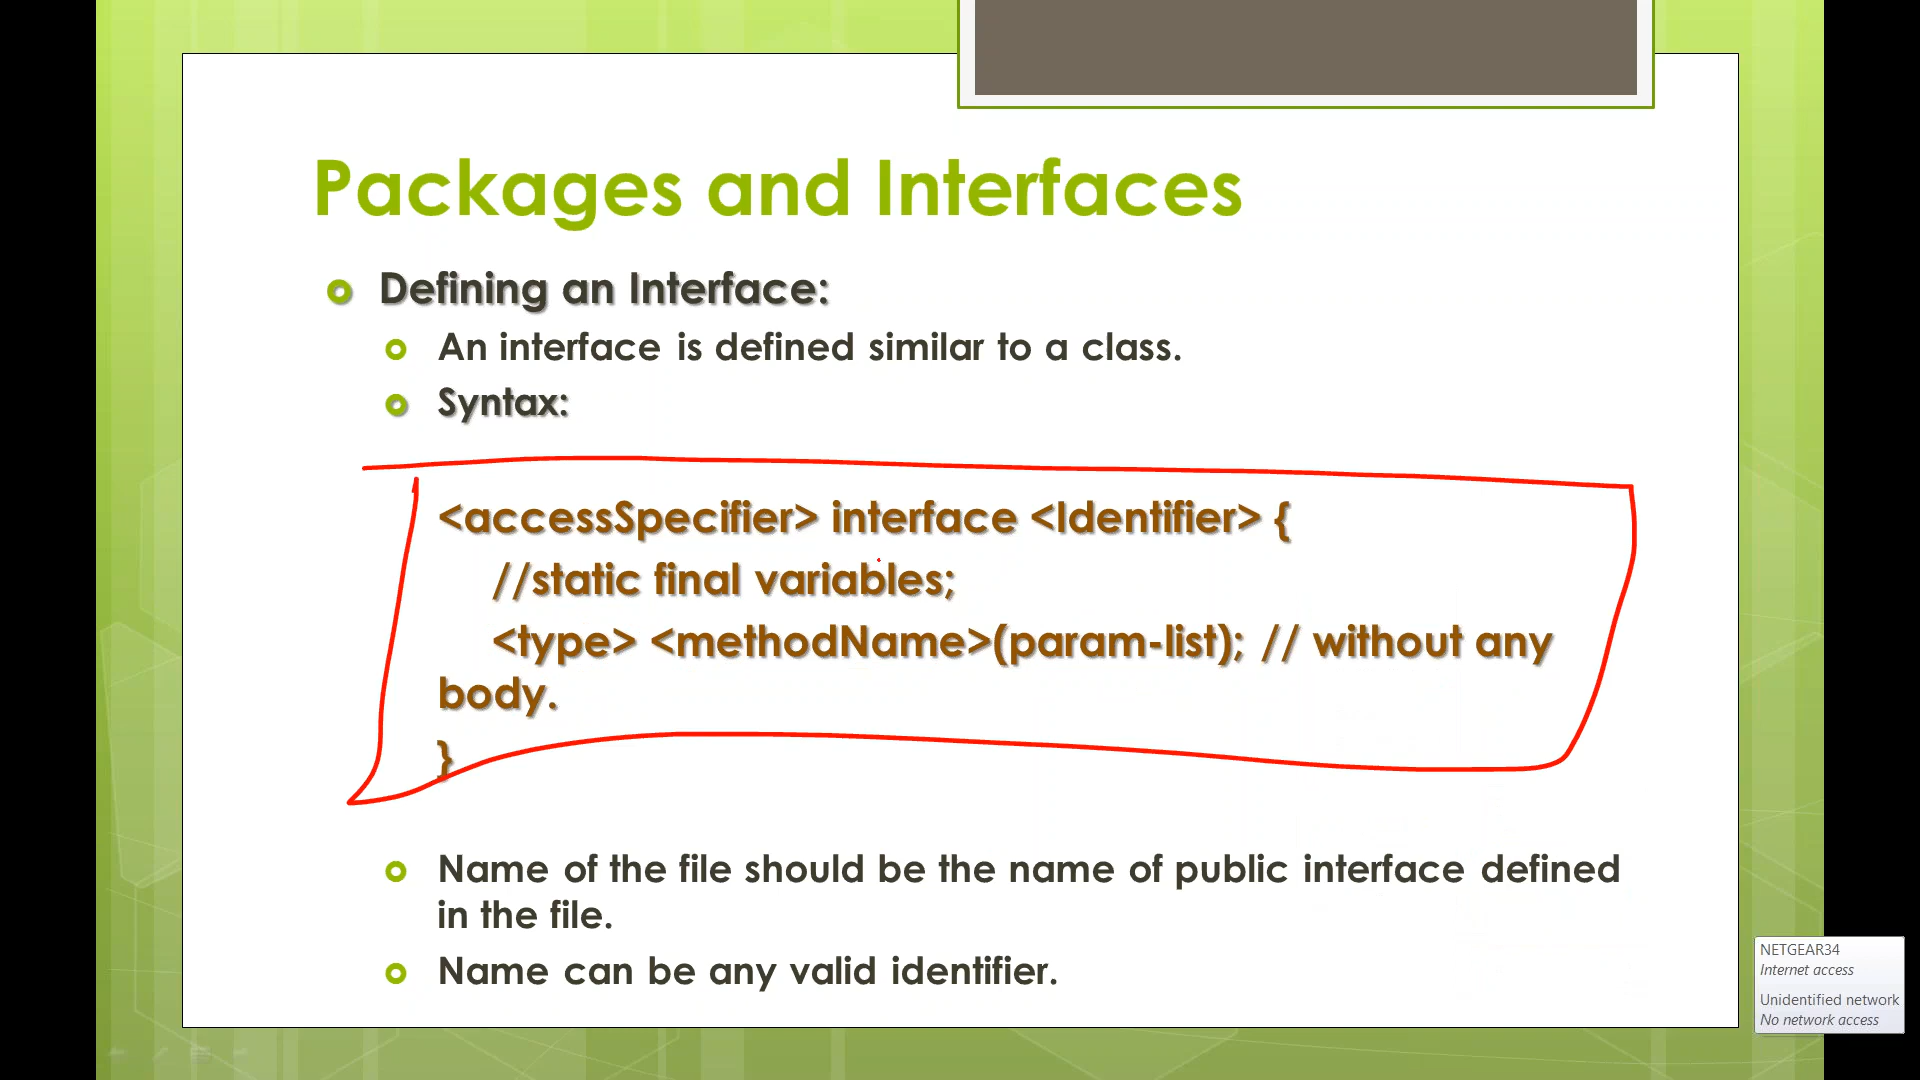 Packages and Interfaces
Defining an Interface:
An interface is defined similar to a class.
Syntax:
<accessSpecifier> interface <Identifier> {
//static final variables;
<type> <methodName>(param-list); // without any
body.
}
Name of the file should be the name of public interface defined
in the file.
Name can be any valid identifier.
NETGEAR34
Internet access
Unidentified network
No network access